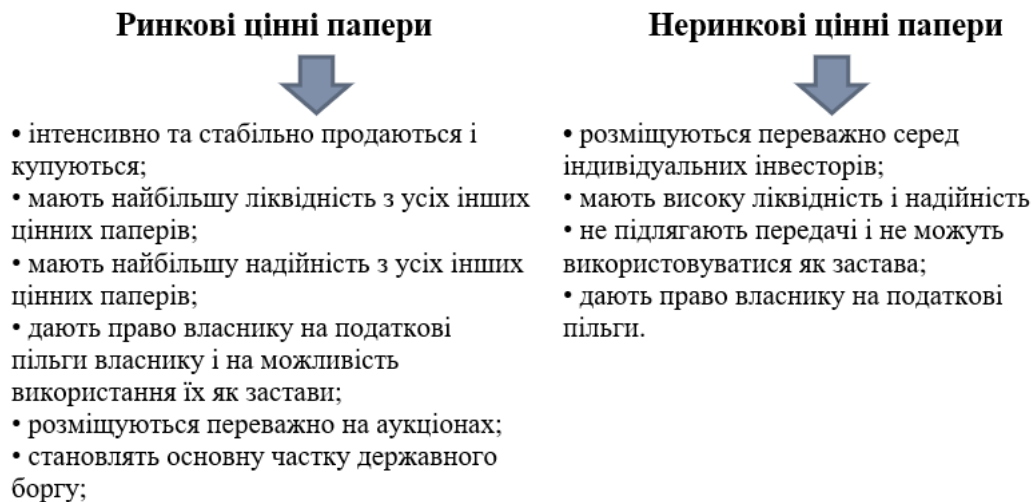 Ринкові цінні папери
• інтенсивно та стабільно продаються і
купуються;
• мають найбільшу ліквідність з усіх інших
цінних паперів;
• мають найбільшу надійність з усіх інших
цінних паперів;
• дають право власнику на податкові
пільги власнику і на можливість
використання їх як застави;
• розміщуються переважно на аукціонах;
• становлять основну частку державного
боргу;
Неринкові цінні папери
• розміщуються переважно серед
індивідуальних інвесторів;
• мають високу ліквідність і надійність
• не підлягають передачі і не можуть
використовуватися як застава;
• дають право власнику на податкові
пільги.